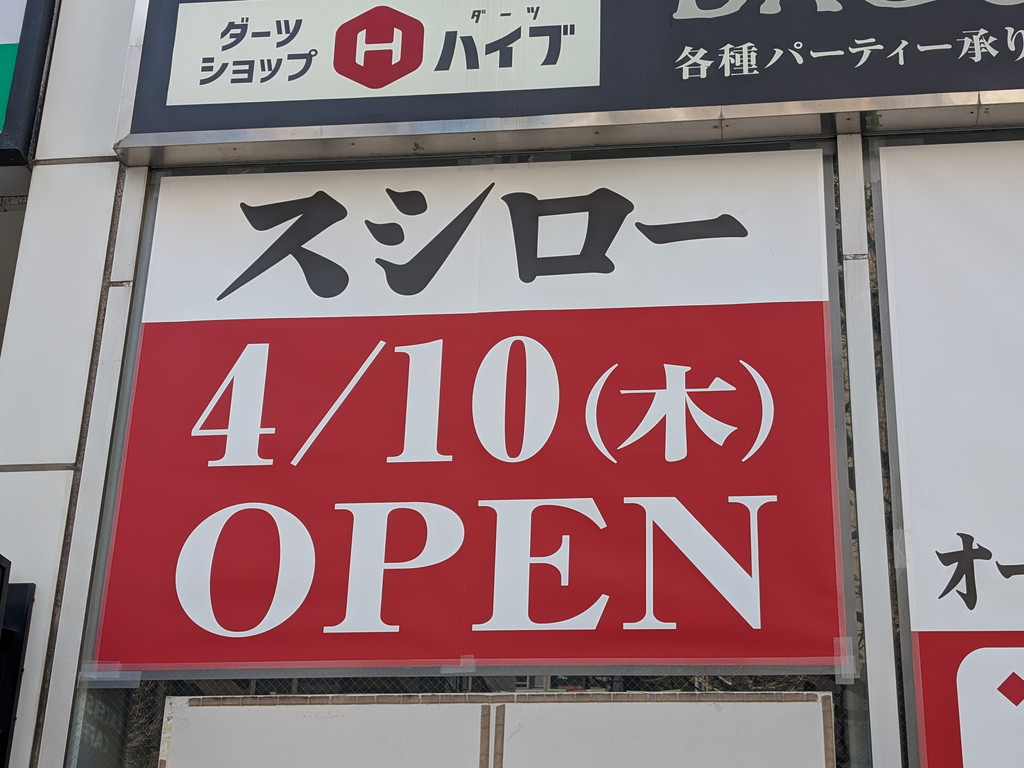 ダーツ
ショップ
H
ダーツ
ハイブ
各種パーティー承り
スシロー
4/10(木)
OPEN
オー